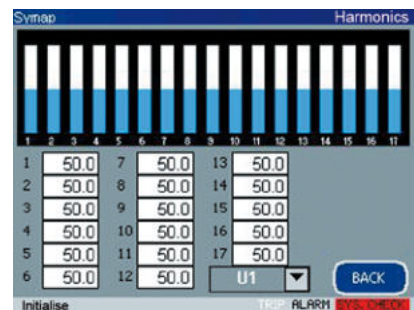 Symap Harmonics
1 2 3 4 5 6 7 8 9 10 11 12 13 14 15 16 17
1 50.0 7 50.0 13 50.0
2 50.0 8 50.0 14 50.0
3 50.0 9 50.0 15 50.0
4 50.0 10 50.0 16 50.0
5 50.0 11 50.0 17 50.0
6 50.0 12 50.0 U1 BACK
Initialise TRIP ALARM SYS. CHECK